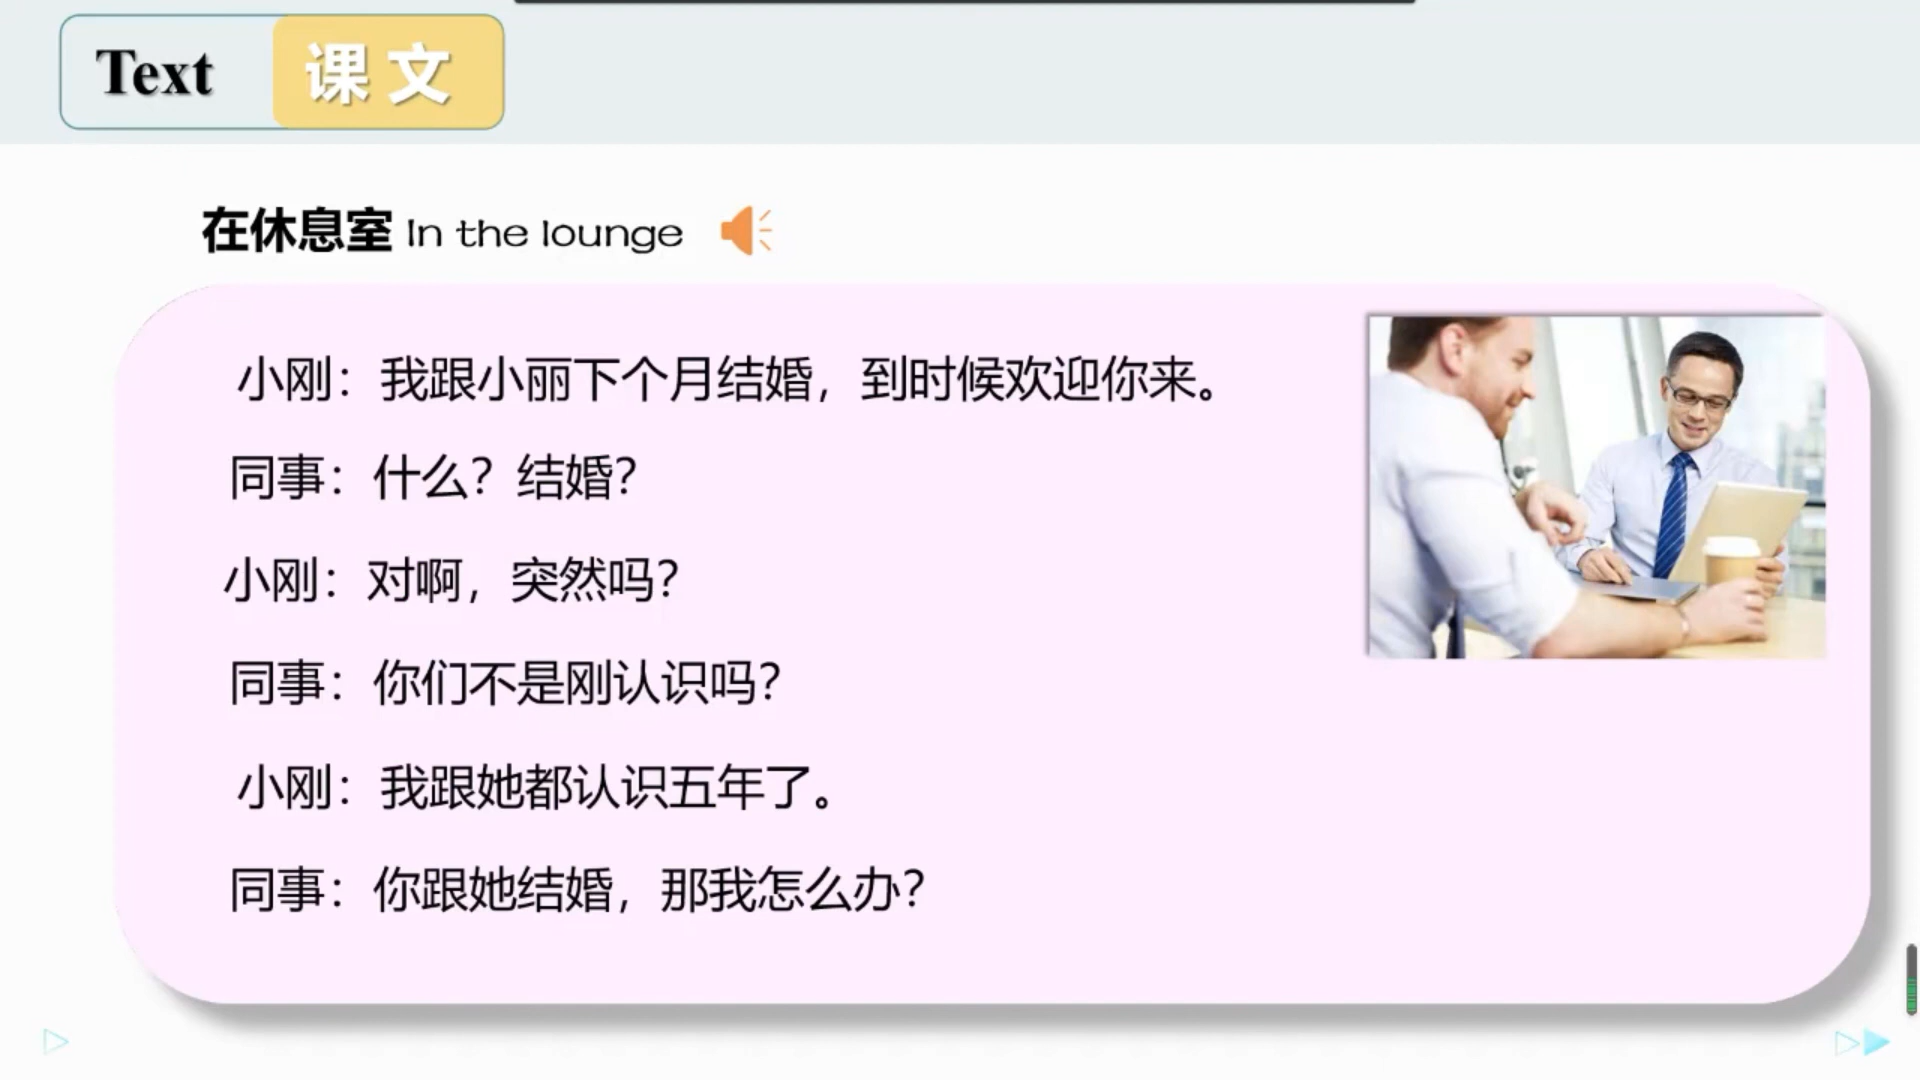 Text 课文
在休息室 In the lounge
小刚：我跟小丽下个月结婚，到时候欢迎你来。
同事：什么？结婚？
小刚：对啊，突然吗？
同事：你们不是刚认识吗？
小刚：我跟她都认识五年了。
同事：你跟她结婚，那我怎么办？